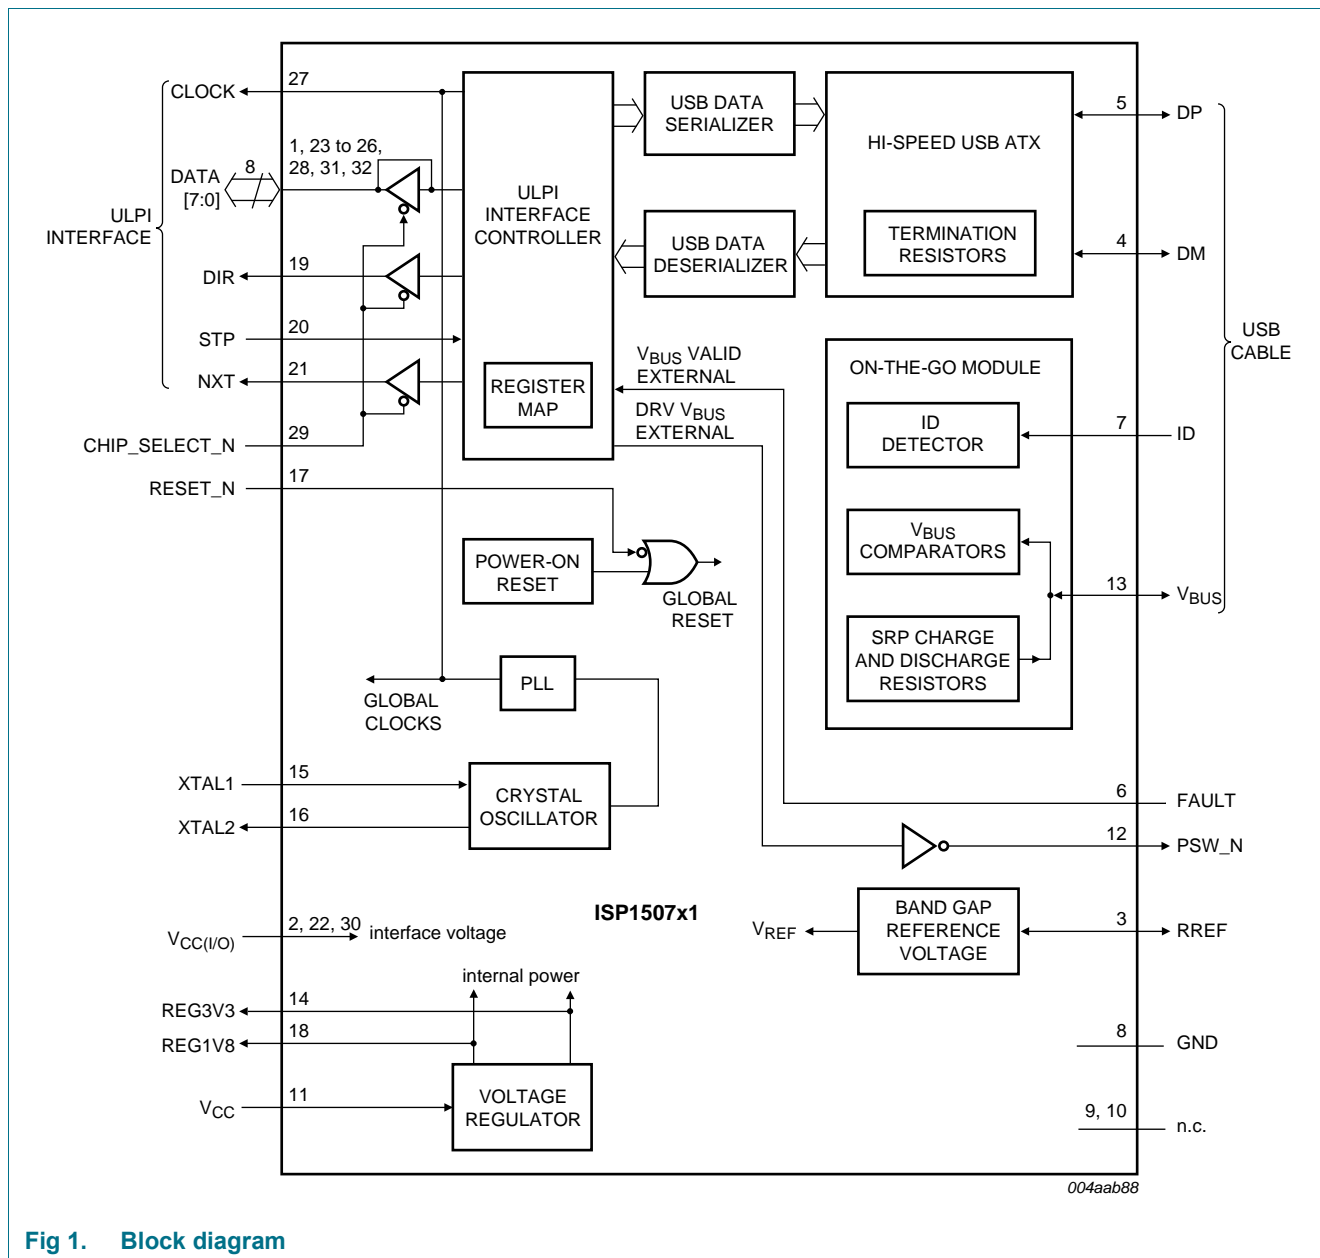 CLOCK
27
DATA
[7:0]
8
1, 23 to 26,
28, 31, 32
ULPI
INTERFACE
DIR
19
STP
20
NXT
21
CHIP_SELECT_N
29
RESET_N
17
ULPI
INTERFACE
CONTROLLER
REGISTER
MAP
USB DATA
SERIALIZER
USB DATA
DESERIALIZER
HI-SPEED USB ATX
TERMINATION
RESISTORS
5
DP
4
DM
USB
CABLE
VBUS VALID
EXTERNAL
DRV VBUS
EXTERNAL
ON-THE-GO MODULE
ID
DETECTOR
7
ID
VBUS
COMPARATORS
13
VBUS
SRP CHARGE
AND DISCHARGE
RESISTORS
POWER-ON
RESET
GLOBAL
RESET
PLL
GLOBAL
CLOCKS
XTAL1
15
XTAL2
16
CRYSTAL
OSCILLATOR
6
FAULT
12
PSW_N
ISP1507x1
VCC(I/O)
2, 22, 30
interface voltage
VREF
BAND GAP
REFERENCE
VOLTAGE
3
RREF
internal power
REG3V3
14
REG1V8
18
VCC
11
VOLTAGE
REGULATOR
8
GND
9, 10
n.c.
004aab88
Fig 1. Block diagram